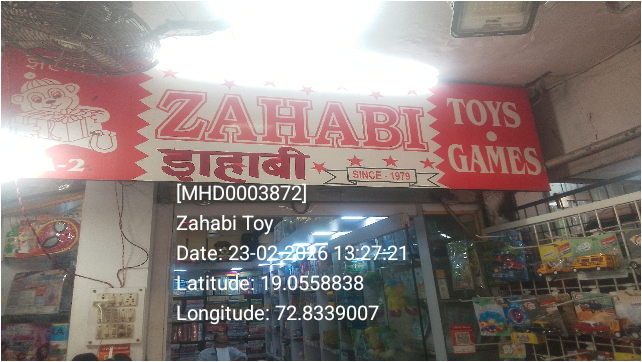 ZAHABI
झाहाबी
SINCE - 1979
TOYS
GAMES
-2
[MHD0003872]
Zahabi Toy
Date: 23-02-2026 13:27:21
Latitude: 19.0558838
Longitude: 72.8339007